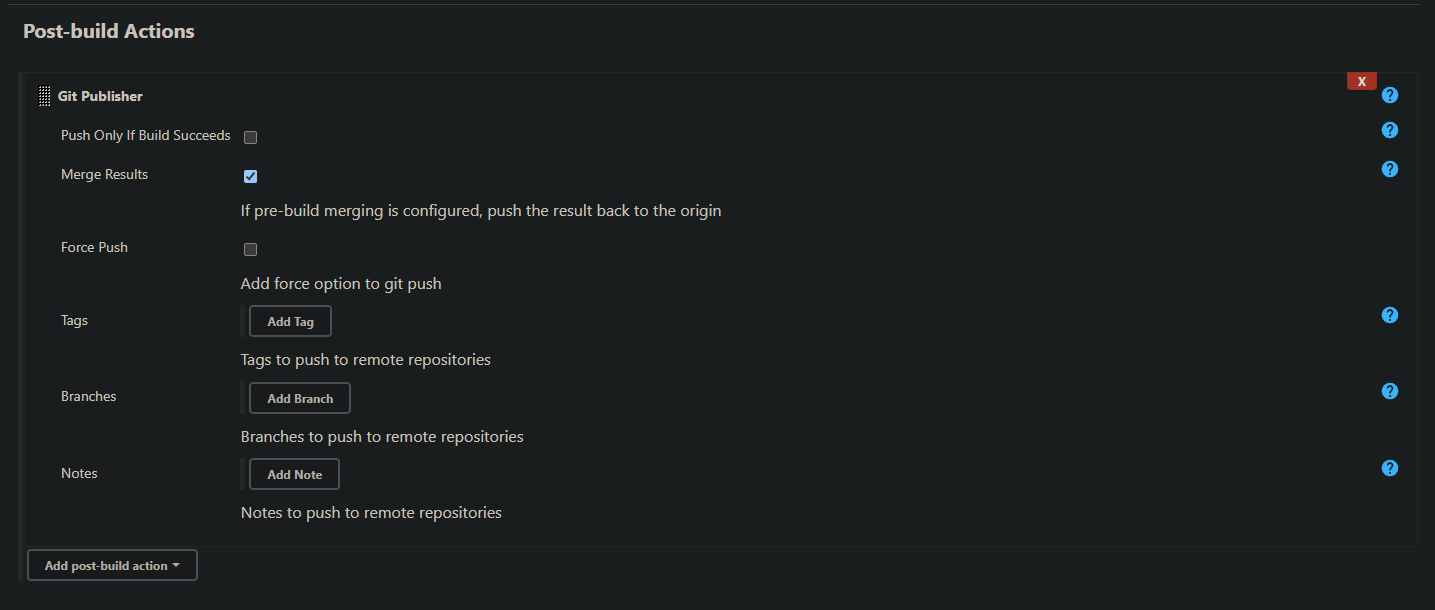 Post-build Actions
X
Git Publisher
?
Push Only If Build Succeeds
?
Merge Results
?
If pre-build merging is configured, push the result back to the origin
Force Push
Add force option to git push
Tags
Add Tag
?
Tags to push to remote repositories
Branches
Add Branch
?
Branches to push to remote repositories
Notes
Add Note
?
Notes to push to remote repositories
Add post-build action